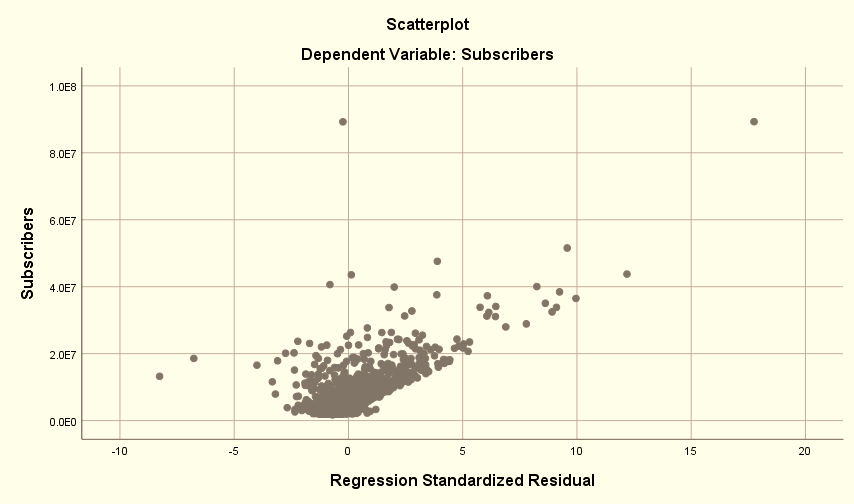 Scatterplot
Dependent Variable: Subscribers
1.0E8
8.0E7
6.0E7
4.0E7
2.0E7
0.0E0
Subscribers
-10 -5 0 5 10 15 20
Regression Standardized Residual